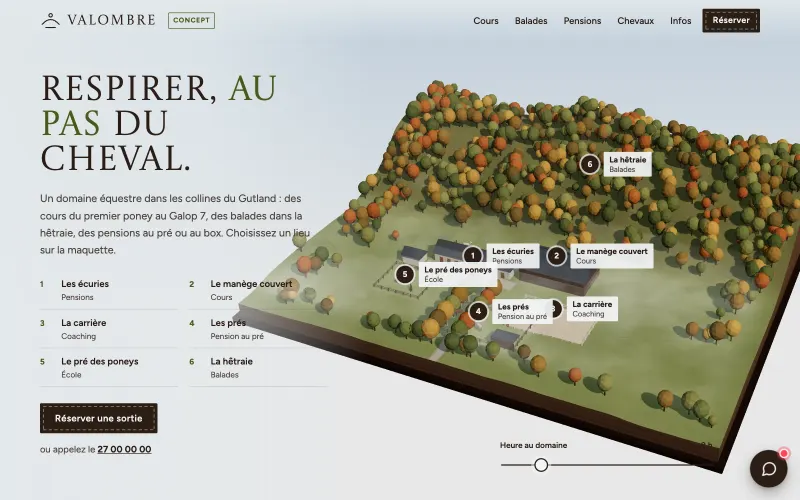 VALOMBRE
CONCEPT
Cours
Balades
Pensions
Chevaux
Infos
Réserver
RESPIRER, AU
PAS DU
CHEVAL.
Un domaine équestre dans les collines du Gutland : des
cours du premier poney au Galop 7, des balades dans la
hêtraie, des pensions au pré ou au box. Choisissez un lieu
sur la maquette.
1 Les écuries
Pensions
2 Le manège couvert
Cours
3 La carrière
Coaching
4 Les prés
Pension au pré
5 Le pré des poneys
École
6 La hêtraie
Balades
Réserver une sortie
ou appelez le 27 00 00 00
6 La hêtraie
Balades
1 Les écuries
Pensions
2 Le manège couvert
Cours
5 Le pré des poneys
École
4 Les prés
Pension au pré
La carrière
Coaching
Heure au domaine